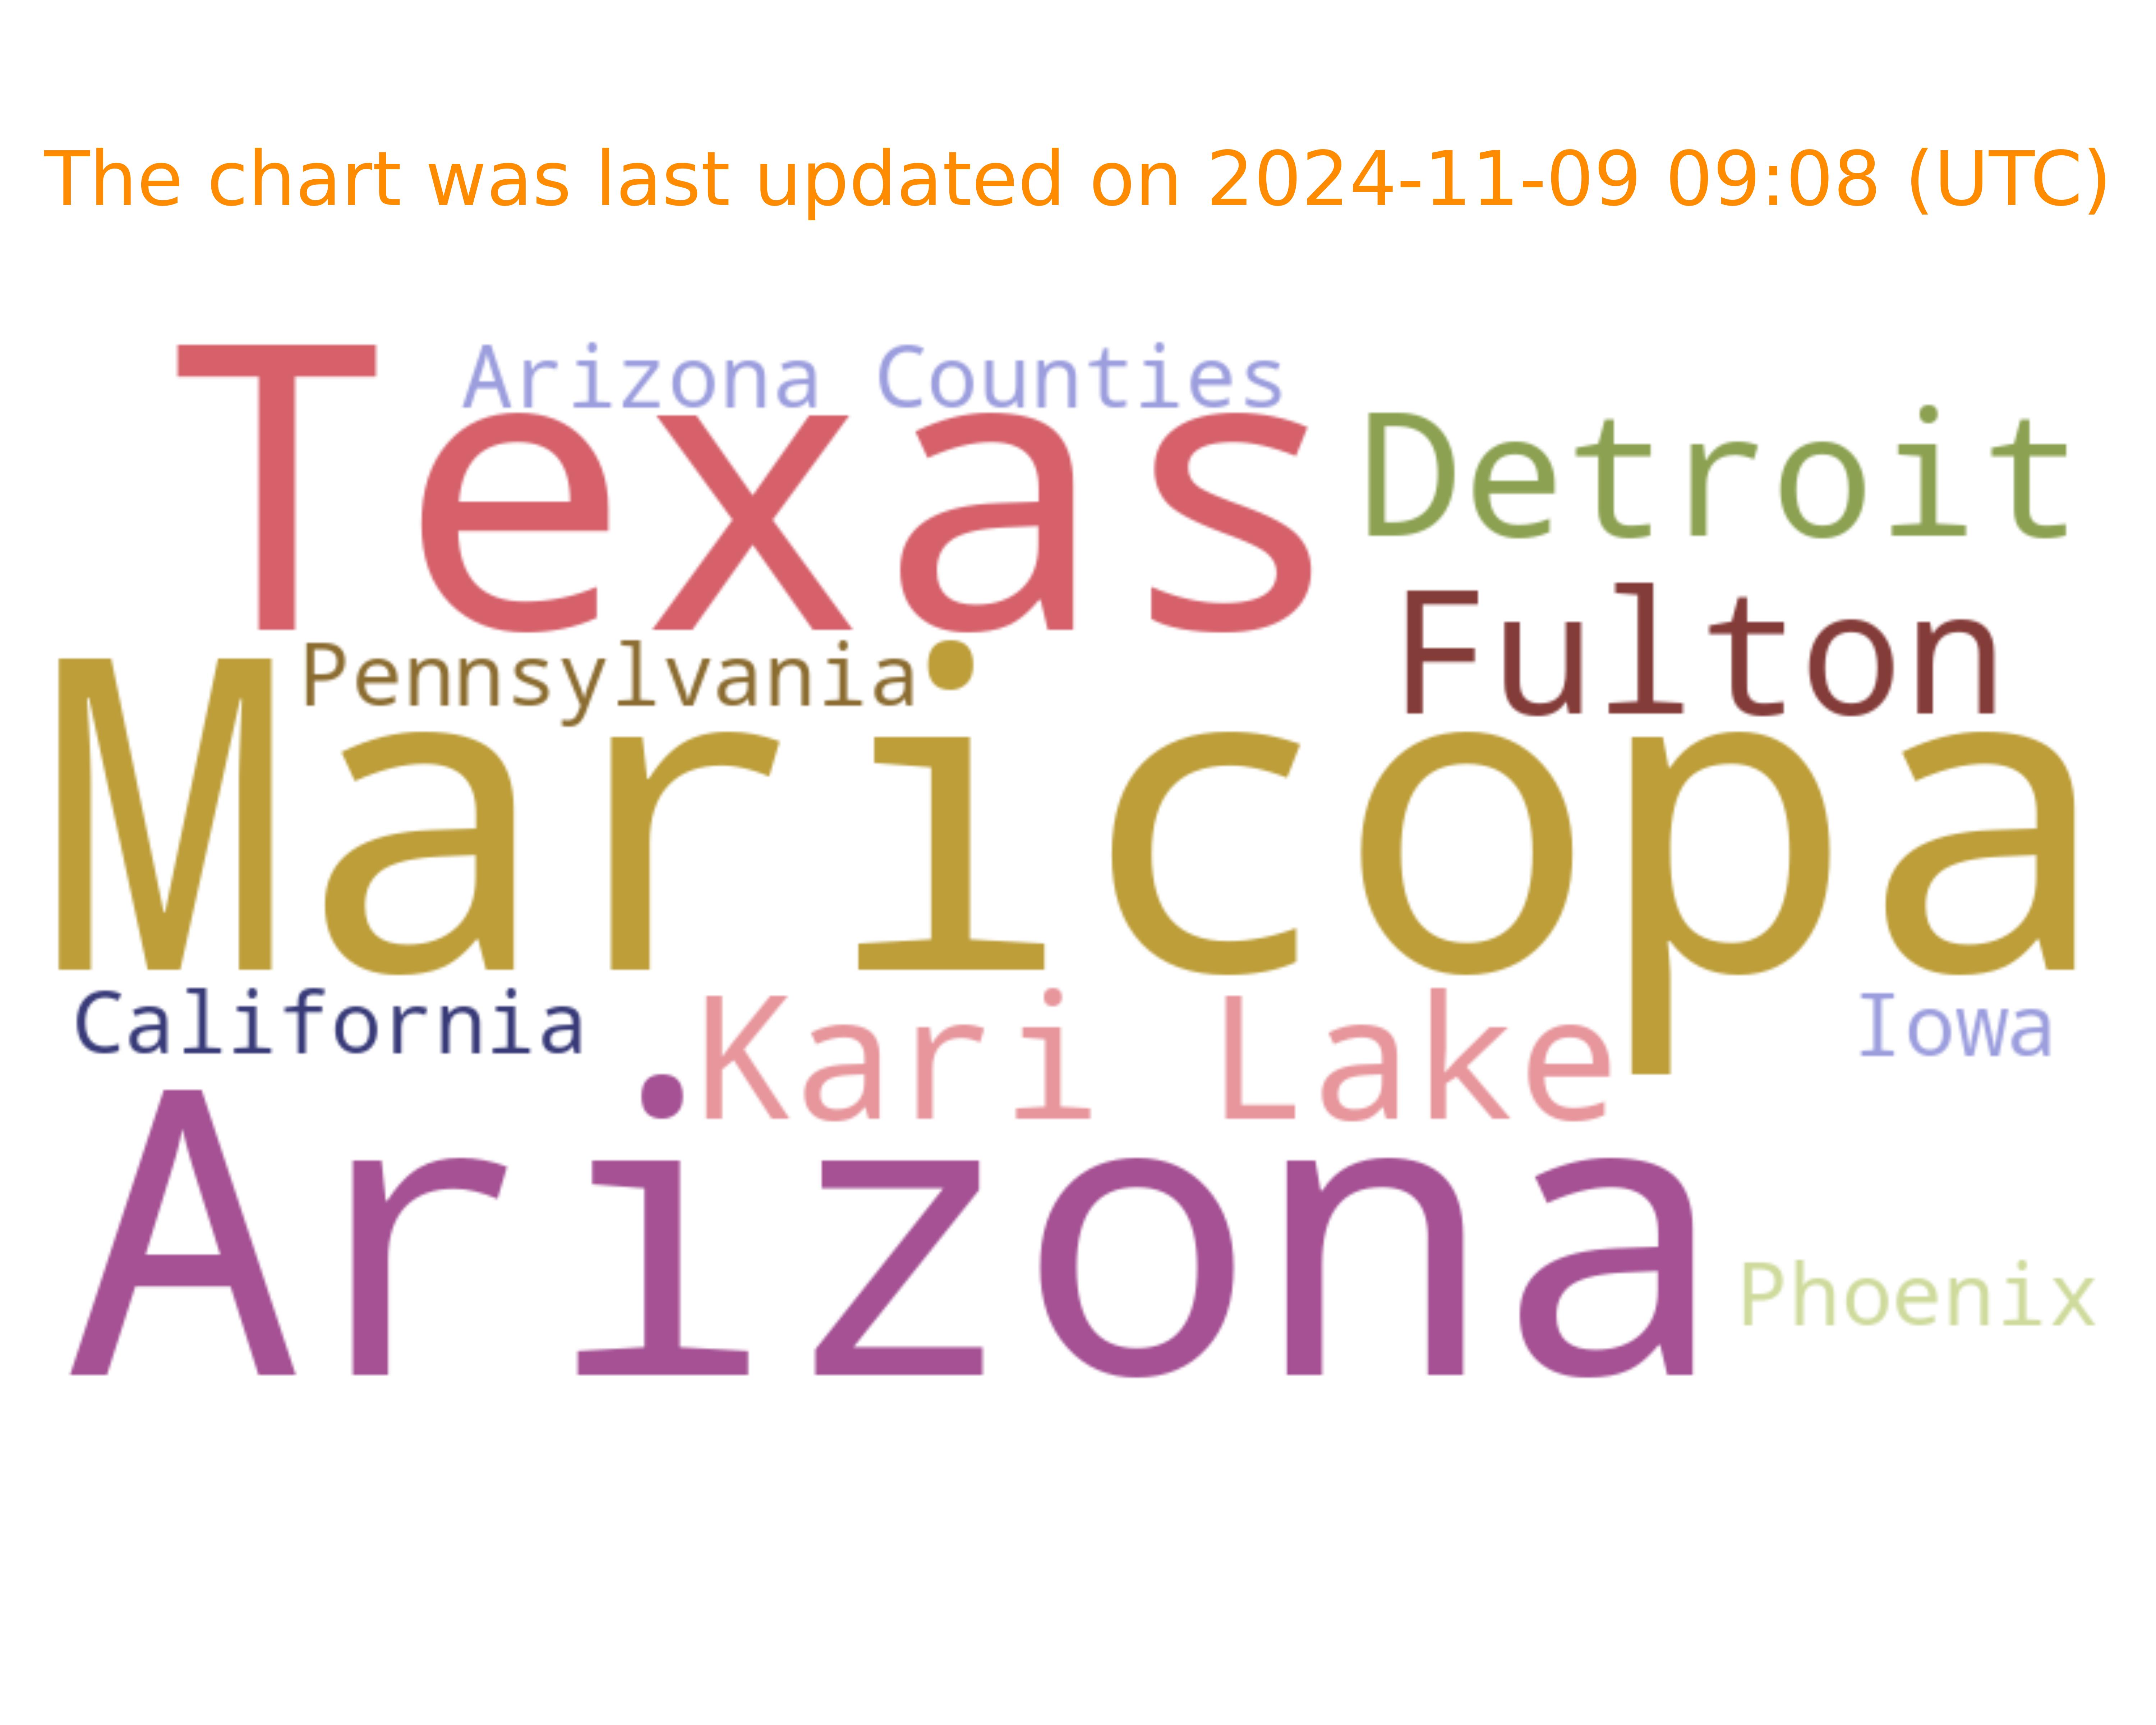 The chart was last updated on 2024-11-09 09:08 (UTC)
Arizona Counties
Texas
Detroit
Fulton
Pennsylvania
Maricopa
California
Kari Lake
Iowa
Arizona
Phoenix